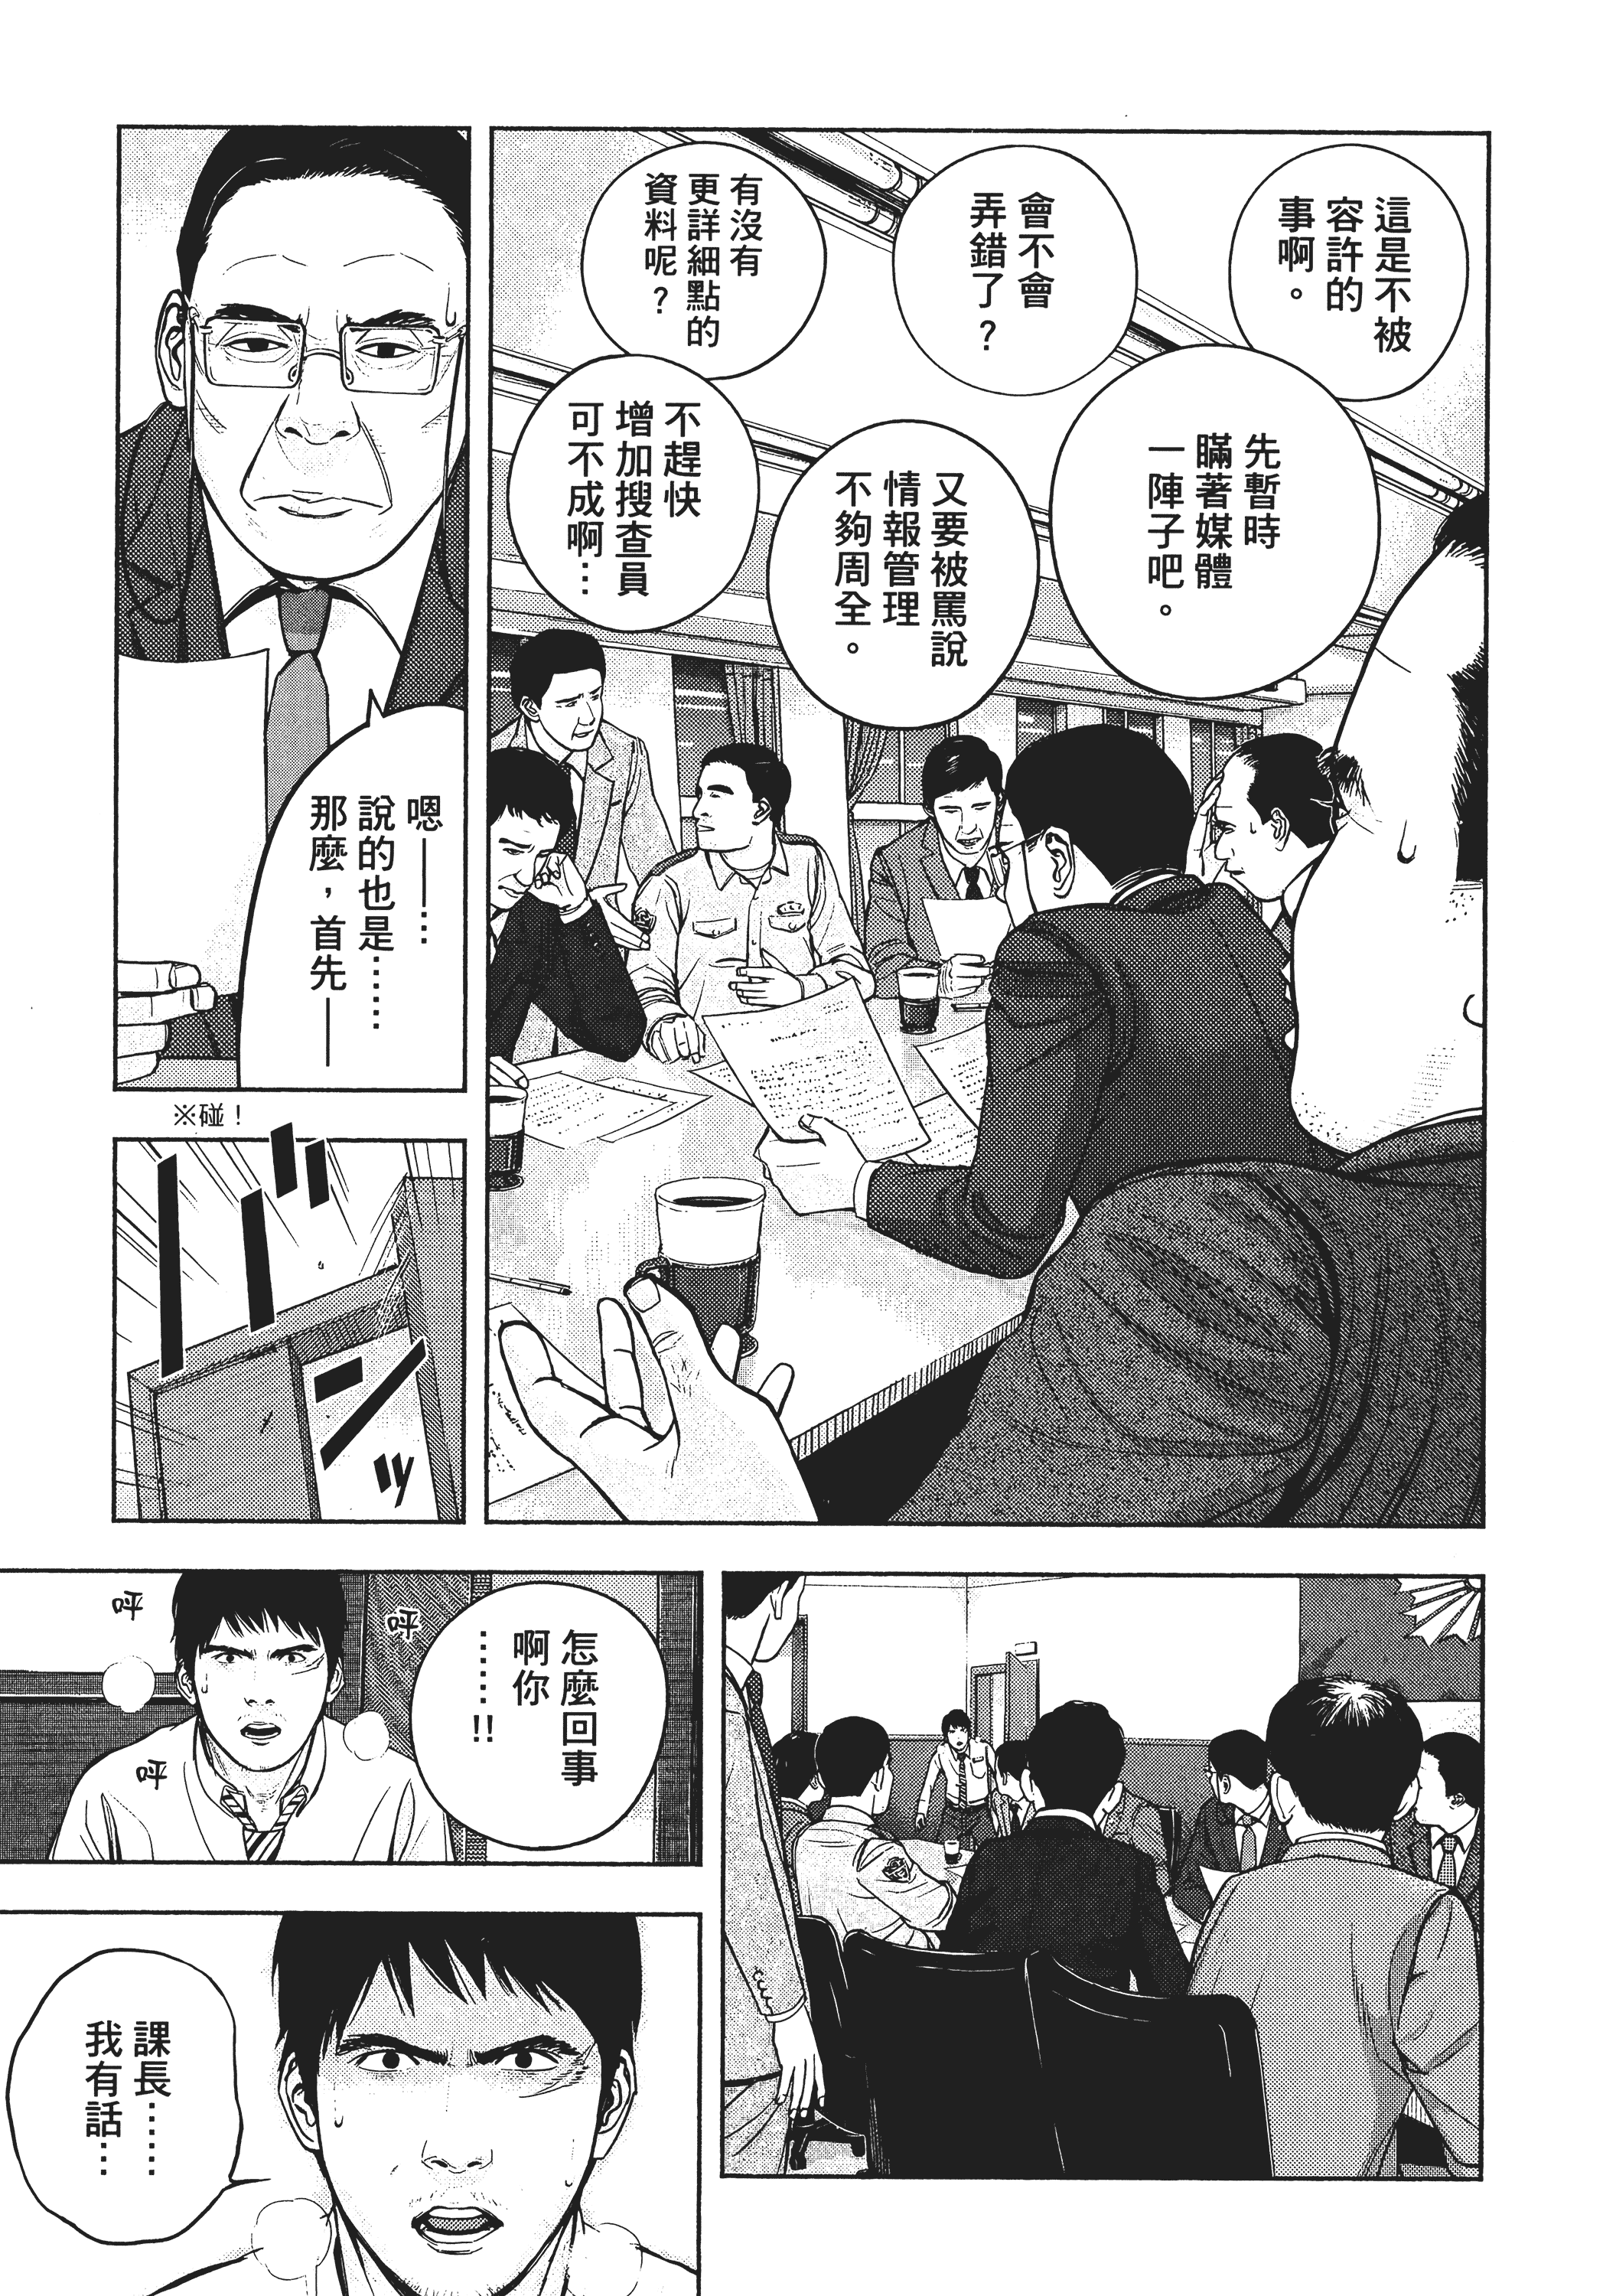 這是不被
容許的
事啊。
會不會
弄錯了？
有沒有
更詳細點的
資料呢？
先暫時
瞞著媒體
一陣子吧。
又要被罵說
情報管理
不夠周全。
不趕快
增加搜查員
可不成啊…
嗯——…
說的也是……
那麼，首先——
※碰！
バンッ
怎麼回事
啊你
……!!
呼
呼
呼
課長……
我有話…